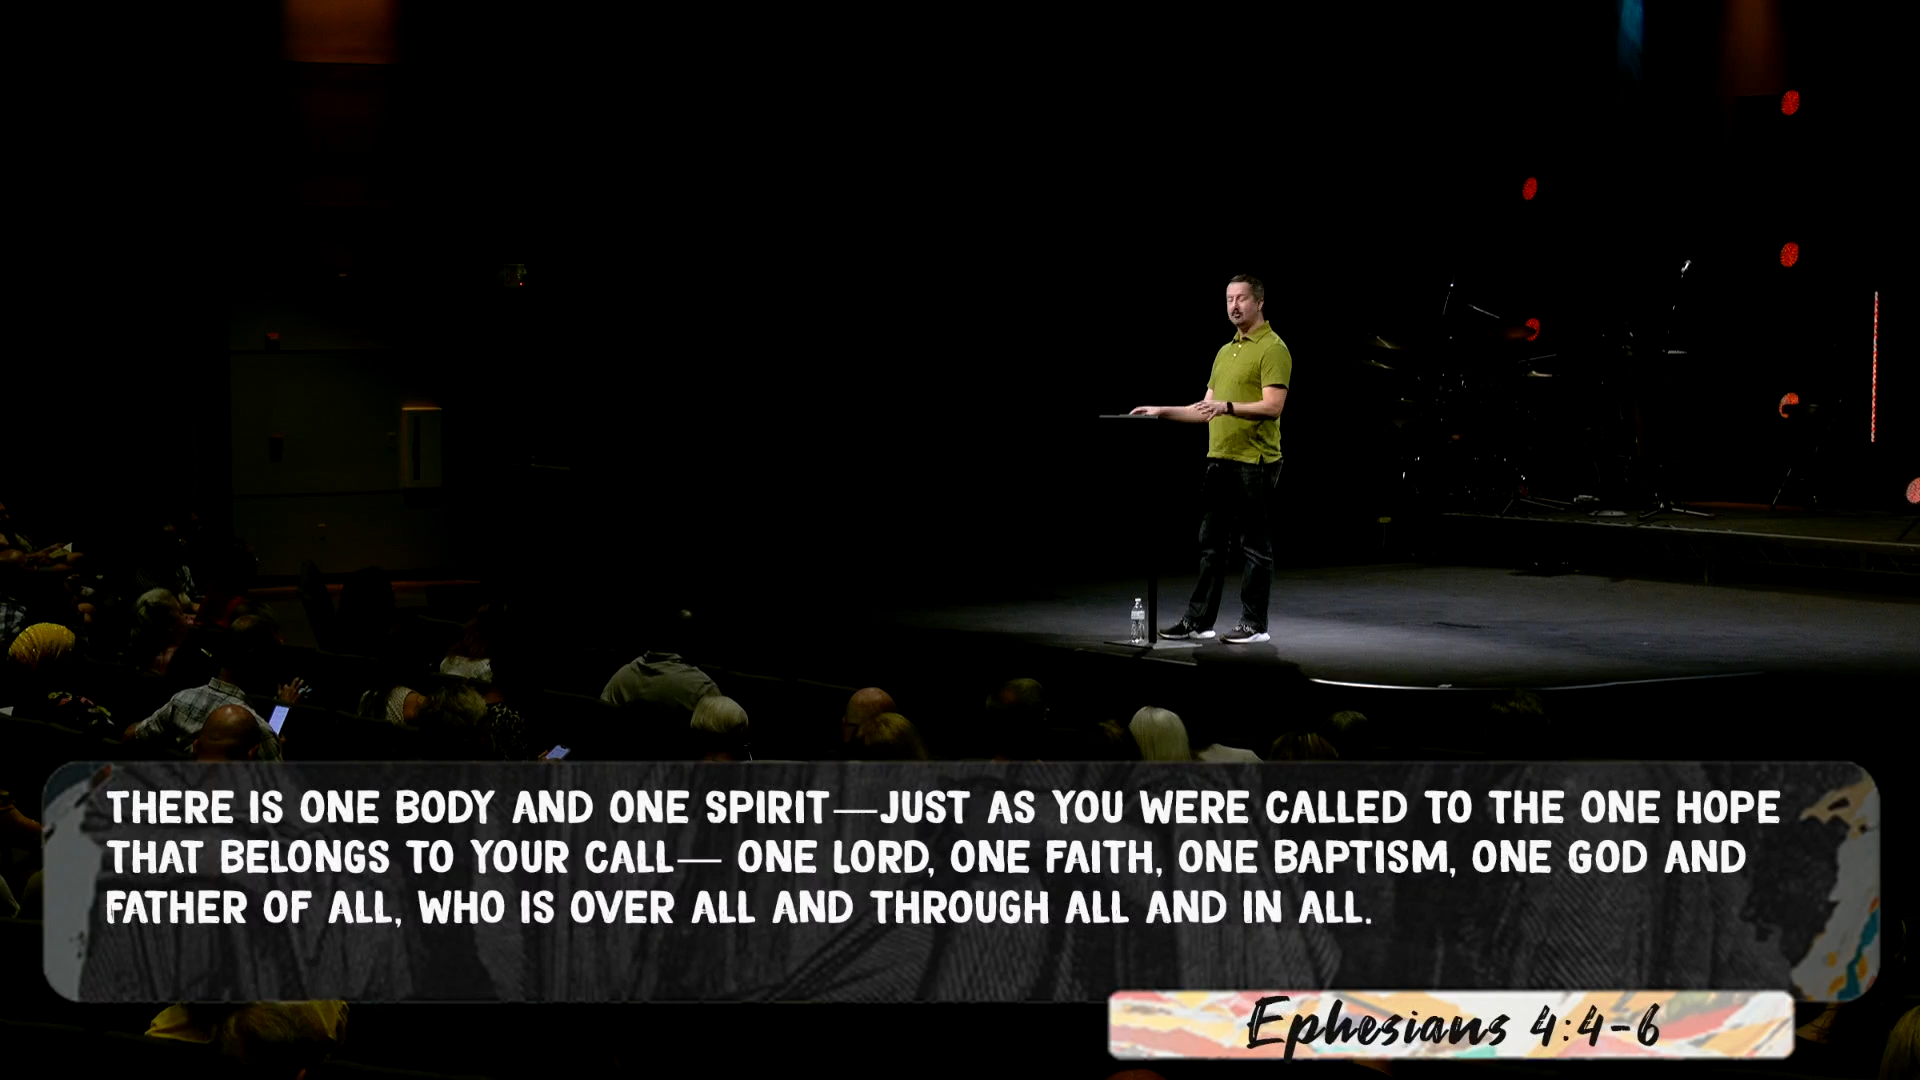 THERE IS ONE BODY AND ONE SPIRIT—JUST AS YOU WERE CALLED TO THE ONE HOPE
THAT BELONGS TO YOUR CALL— ONE LORD, ONE FAITH, ONE BAPTISM, ONE GOD AND
FATHER OF ALL, WHO IS OVER ALL AND THROUGH ALL AND IN ALL.
Ephesians 4:4-6